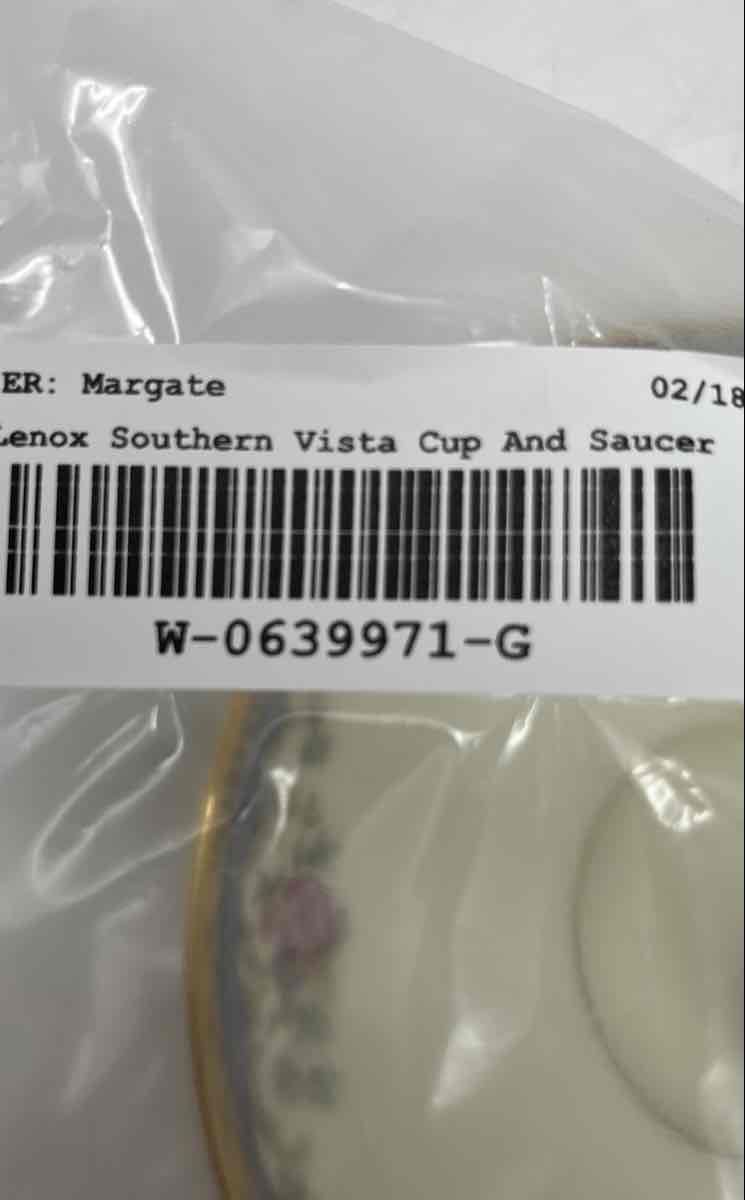 ER: Margate 02/18
Lenox Southern Vista Cup And Saucer
W-0639971-G